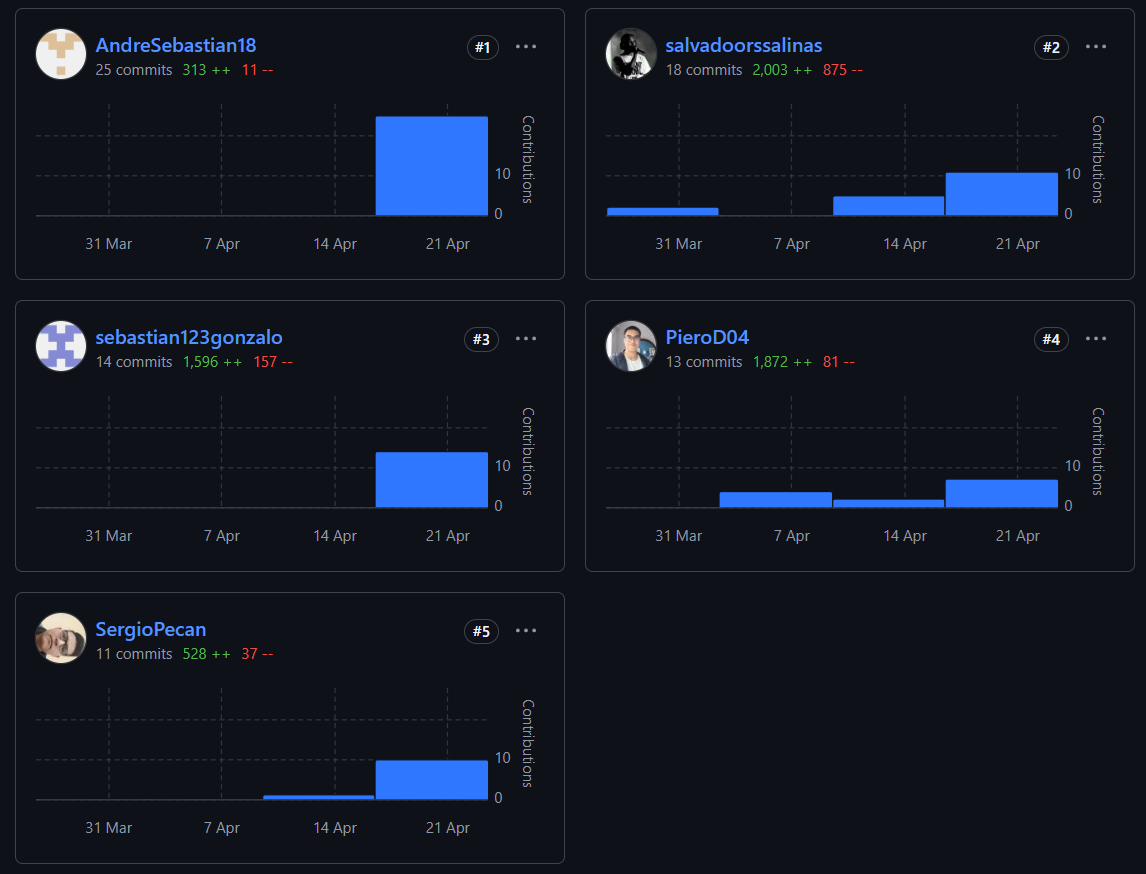 AndreSebastian18
#1
25 commits 313 ++ 11 --
Contributions
10
0
31 Mar 7 Apr 14 Apr 21 Apr
salvadoorssalinas
#2
18 commits 2,003 ++ 875 --
Contributions
10
0
31 Mar 7 Apr 14 Apr 21 Apr
sebastian123gonzalo
#3
14 commits 1,596 ++ 157 --
Contributions
10
0
31 Mar 7 Apr 14 Apr 21 Apr
PieroD04
#4
13 commits 1,872 ++ 81 --
Contributions
10
0
31 Mar 7 Apr 14 Apr 21 Apr
SergioPecan
#5
11 commits 528 ++ 37 --
Contributions
10
0
31 Mar 7 Apr 14 Apr 21 Apr